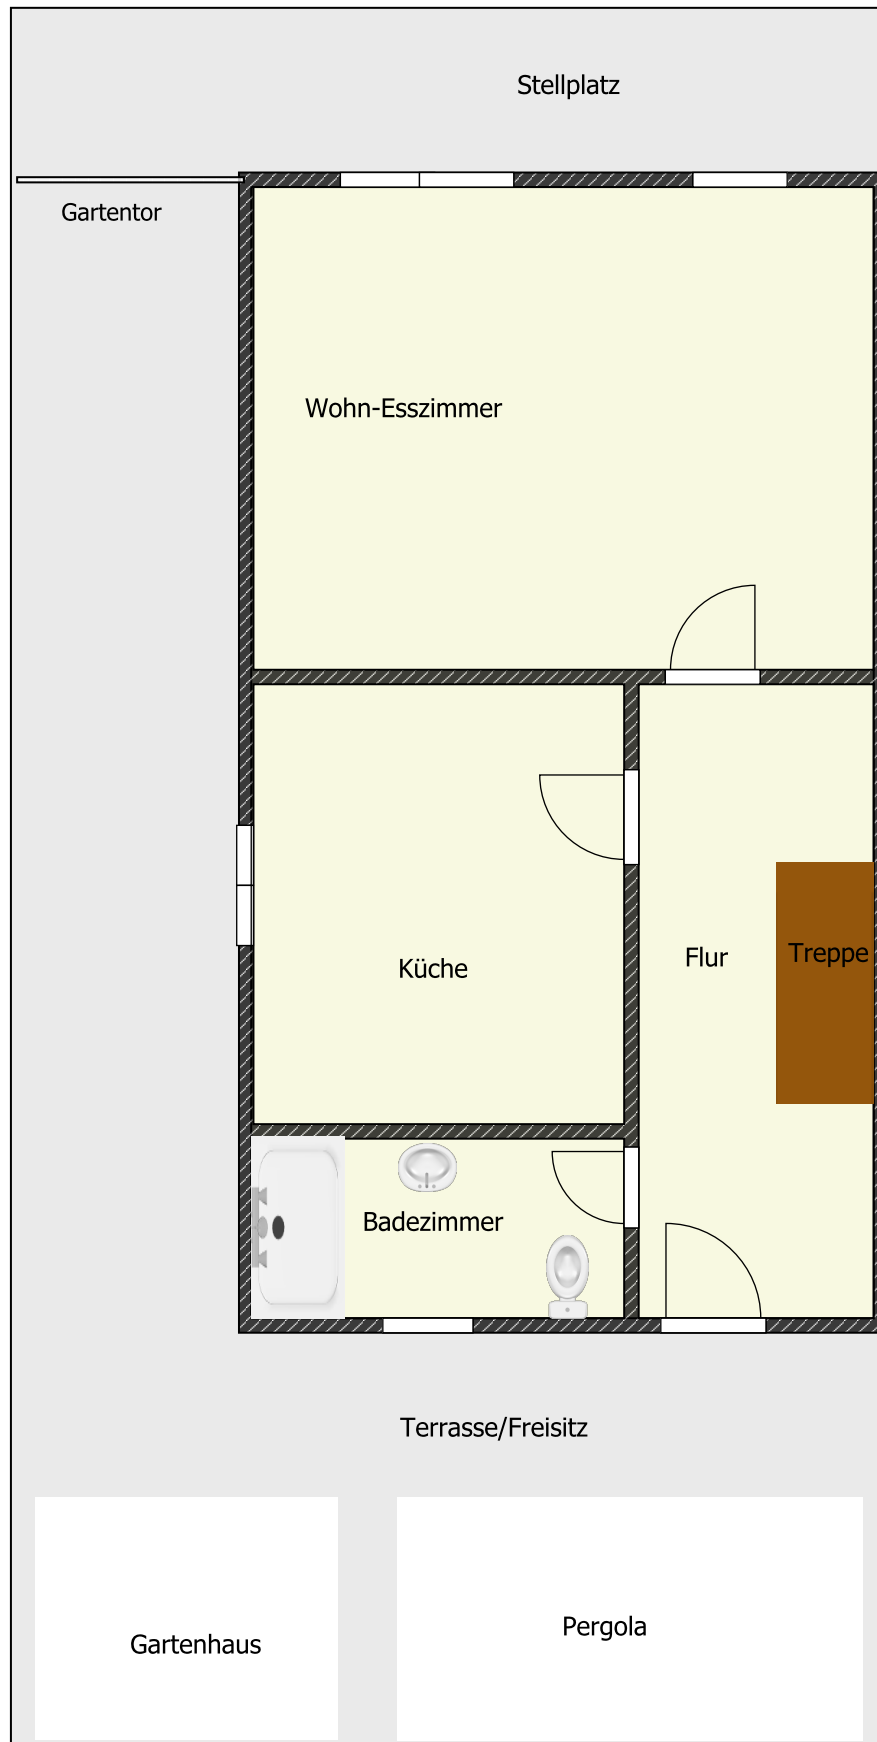 Stellplatz
Gartentor
Wohn-Esszimmer
Küche
Flur
Treppe
Badezimmer
Terrasse/Freisitz
Gartenhaus
Pergola